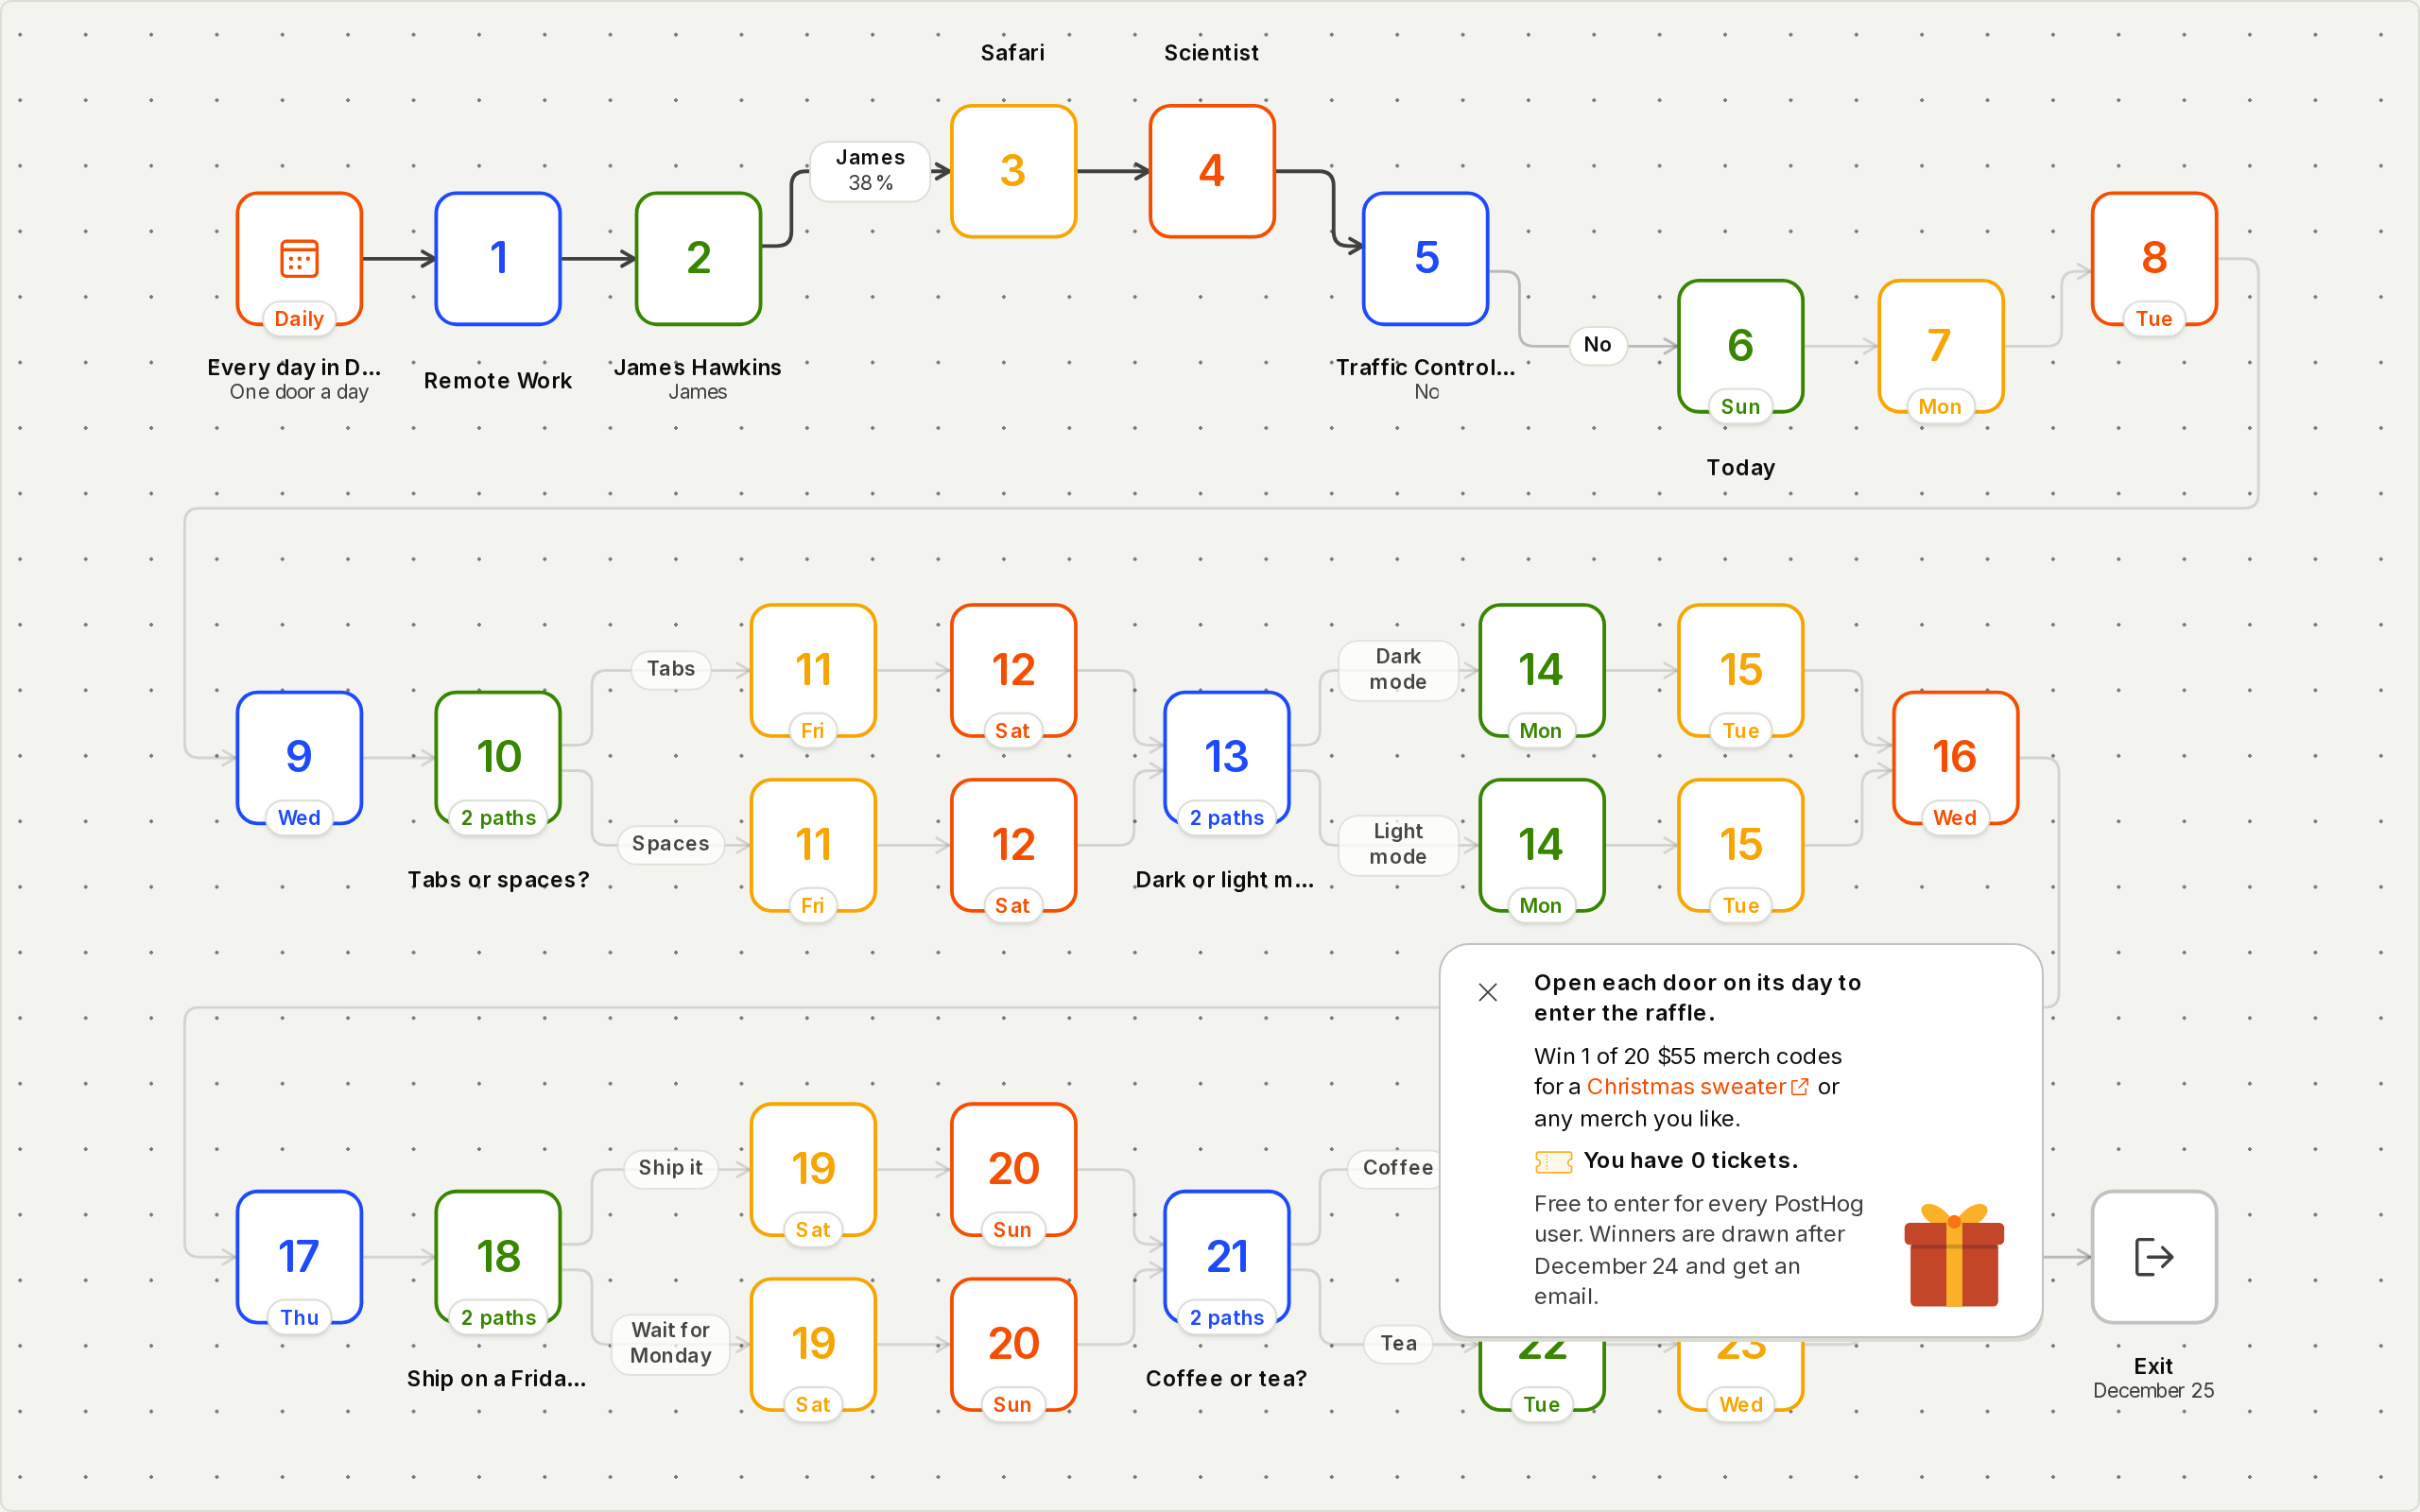 Safari
Scientist
James
38 %
3
4
1
2
5
8
Daily
Tue
No
6
7
Every day in D...
One door a day
Remote Work
James Hawkins
James
Traffic Control...
No
Sun
Mon
Today
Tabs
11
12
Dark
mode
14
15
Fri
Sat
Mon
Tue
9
10
13
16
Wed
2 paths
2 paths
Wed
Spaces
11
12
Light
mode
14
15
Tabs or spaces?
Dark or light m...
Fri
Sat
Mon
Tue
Open each door on its day to
enter the raffle.
Win 1 of 20 $55 merch codes
for a Christmas sweater or
any merch you like.
You have 0 tickets.
Free to enter for every PostHog
user. Winners are drawn after
December 24 and get an
email.
Ship it
19
20
Coffee
Sat
Sun
17
18
21
Thu
2 paths
2 paths
Wait for
Monday
19
20
Tea
22
23
Ship on a Frida...
Coffee or tea?
Sat
Sun
Tue
Wed
Exit
December 25